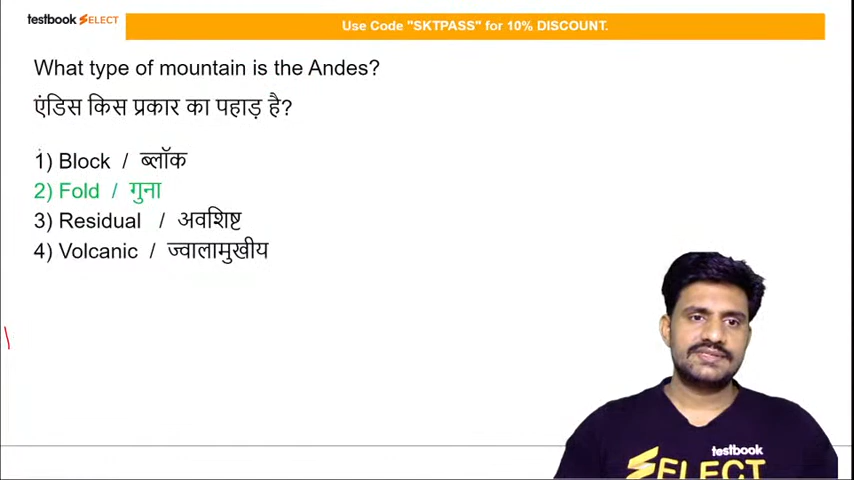 testbook SELECT
Use Code "SKTPASS" for 10% DISCOUNT.
What type of mountain is the Andes?
एंडिस किस प्रकार का पहाड़ है?
1) Block / ब्लॉक
2) Fold / गुना
3) Residual / अवशिष्ट
4) Volcanic / ज्वालामुखीय
testbook
SELECT